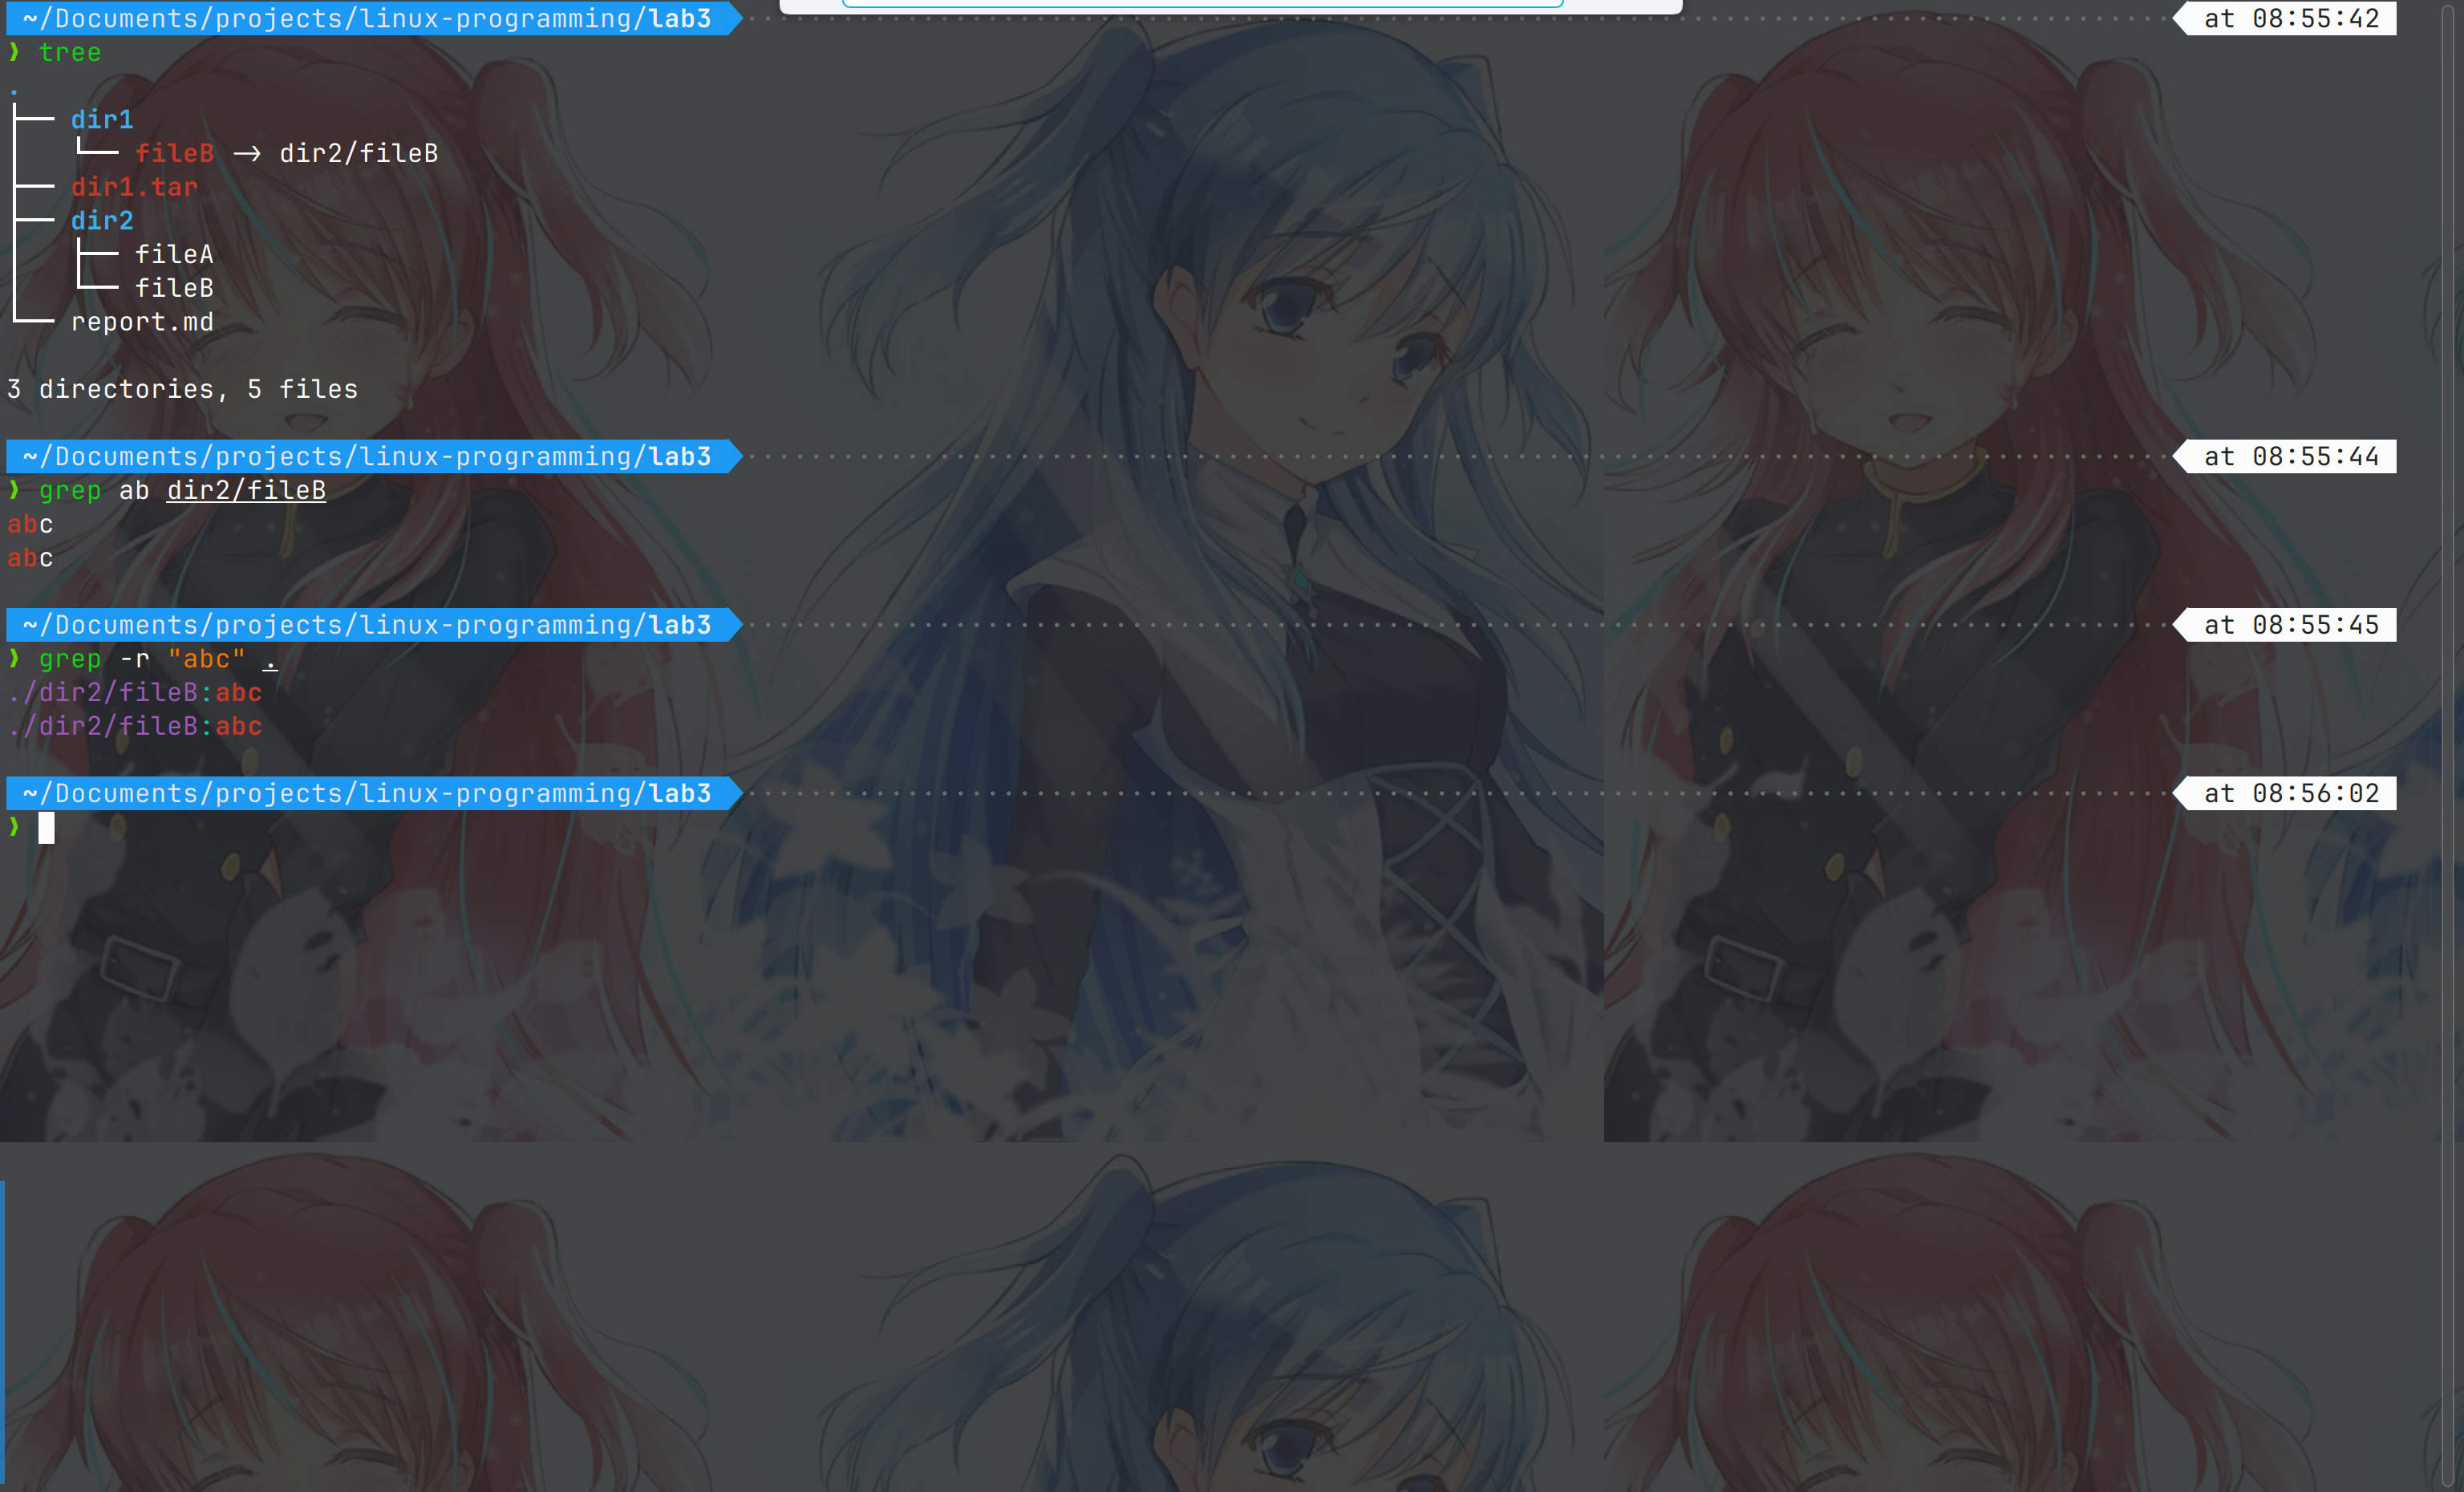 ~/Documents/projects/linux-programming/lab3 at 08:55:42
❯ tree
.
├── dir1
│   └── fileB -> dir2/fileB
├── dir1.tar
├── dir2
│   ├── fileA
│   └── fileB
└── report.md
3 directories, 5 files
~/Documents/projects/linux-programming/lab3 at 08:55:44
❯ grep ab dir2/fileB
abc
abc
~/Documents/projects/linux-programming/lab3 at 08:55:45
❯ grep -r "abc" .
./dir2/fileB:abc
./dir2/fileB:abc
~/Documents/projects/linux-programming/lab3 at 08:56:02
❯